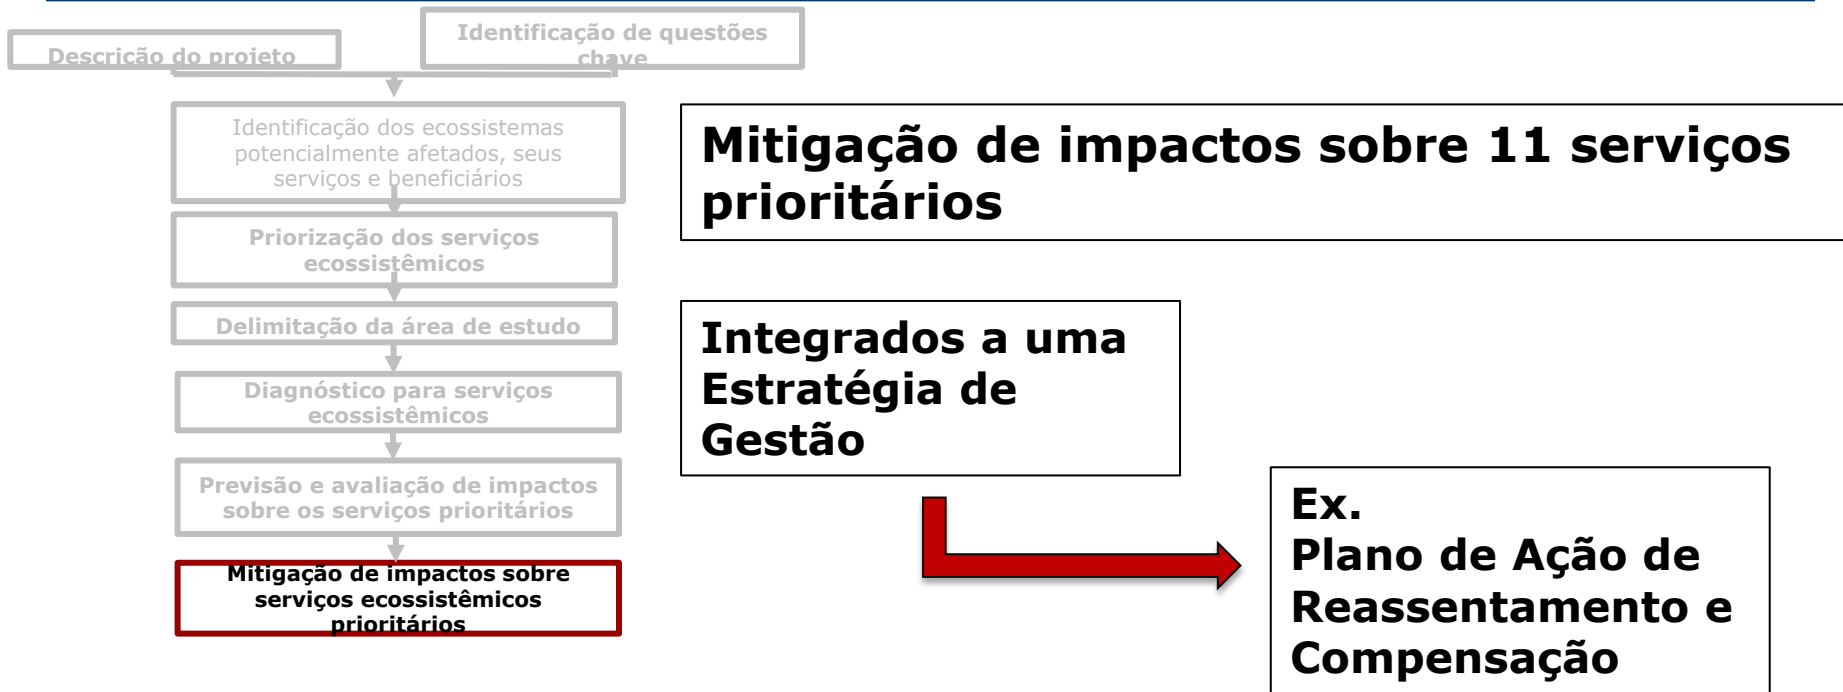 Descrição do projeto
Identificação de questões
chave
Identificação dos ecossistemas
potencialmente afetados, seus
serviços e beneficiários
Priorização dos serviços
ecossistêmicos
Delimitação da área de estudo
Diagnóstico para serviços
ecossistêmicos
Previsão e avaliação de impactos
sobre os serviços prioritários
Mitigação de impactos sobre
serviços ecossistêmicos
prioritários
Mitigação de impactos sobre 11 serviços
prioritários
Integrados a uma
Estratégia de
Gestão
Ex.
Plano de Ação de
Reassentamento e
Compensação